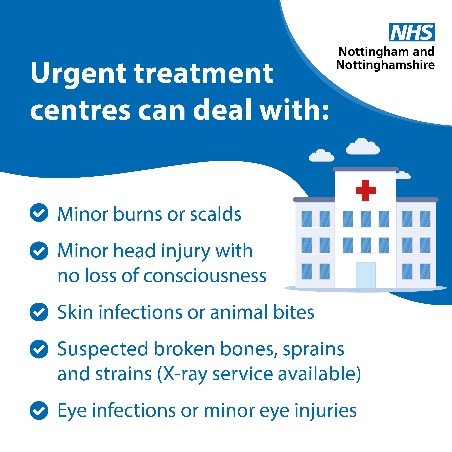 NHS
Nottingham and
Nottinghamshire
Urgent treatment
centres can deal with:
Minor burns or scalds
Minor head injury with
no loss of consciousness
Skin infections or animal bites
Suspected broken bones, sprains
and strains (X-ray service available)
Eye infections or minor eye injuries